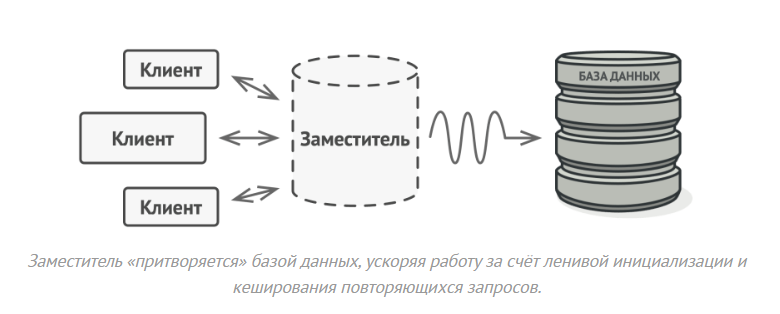 Клиент
Клиент
Клиент
Заместитель
БАЗА ДАННЫХ
Заместитель «притворяется» базой данных, ускоряя работу за счёт ленивой инициализации и
кеширования повторяющихся запросов.